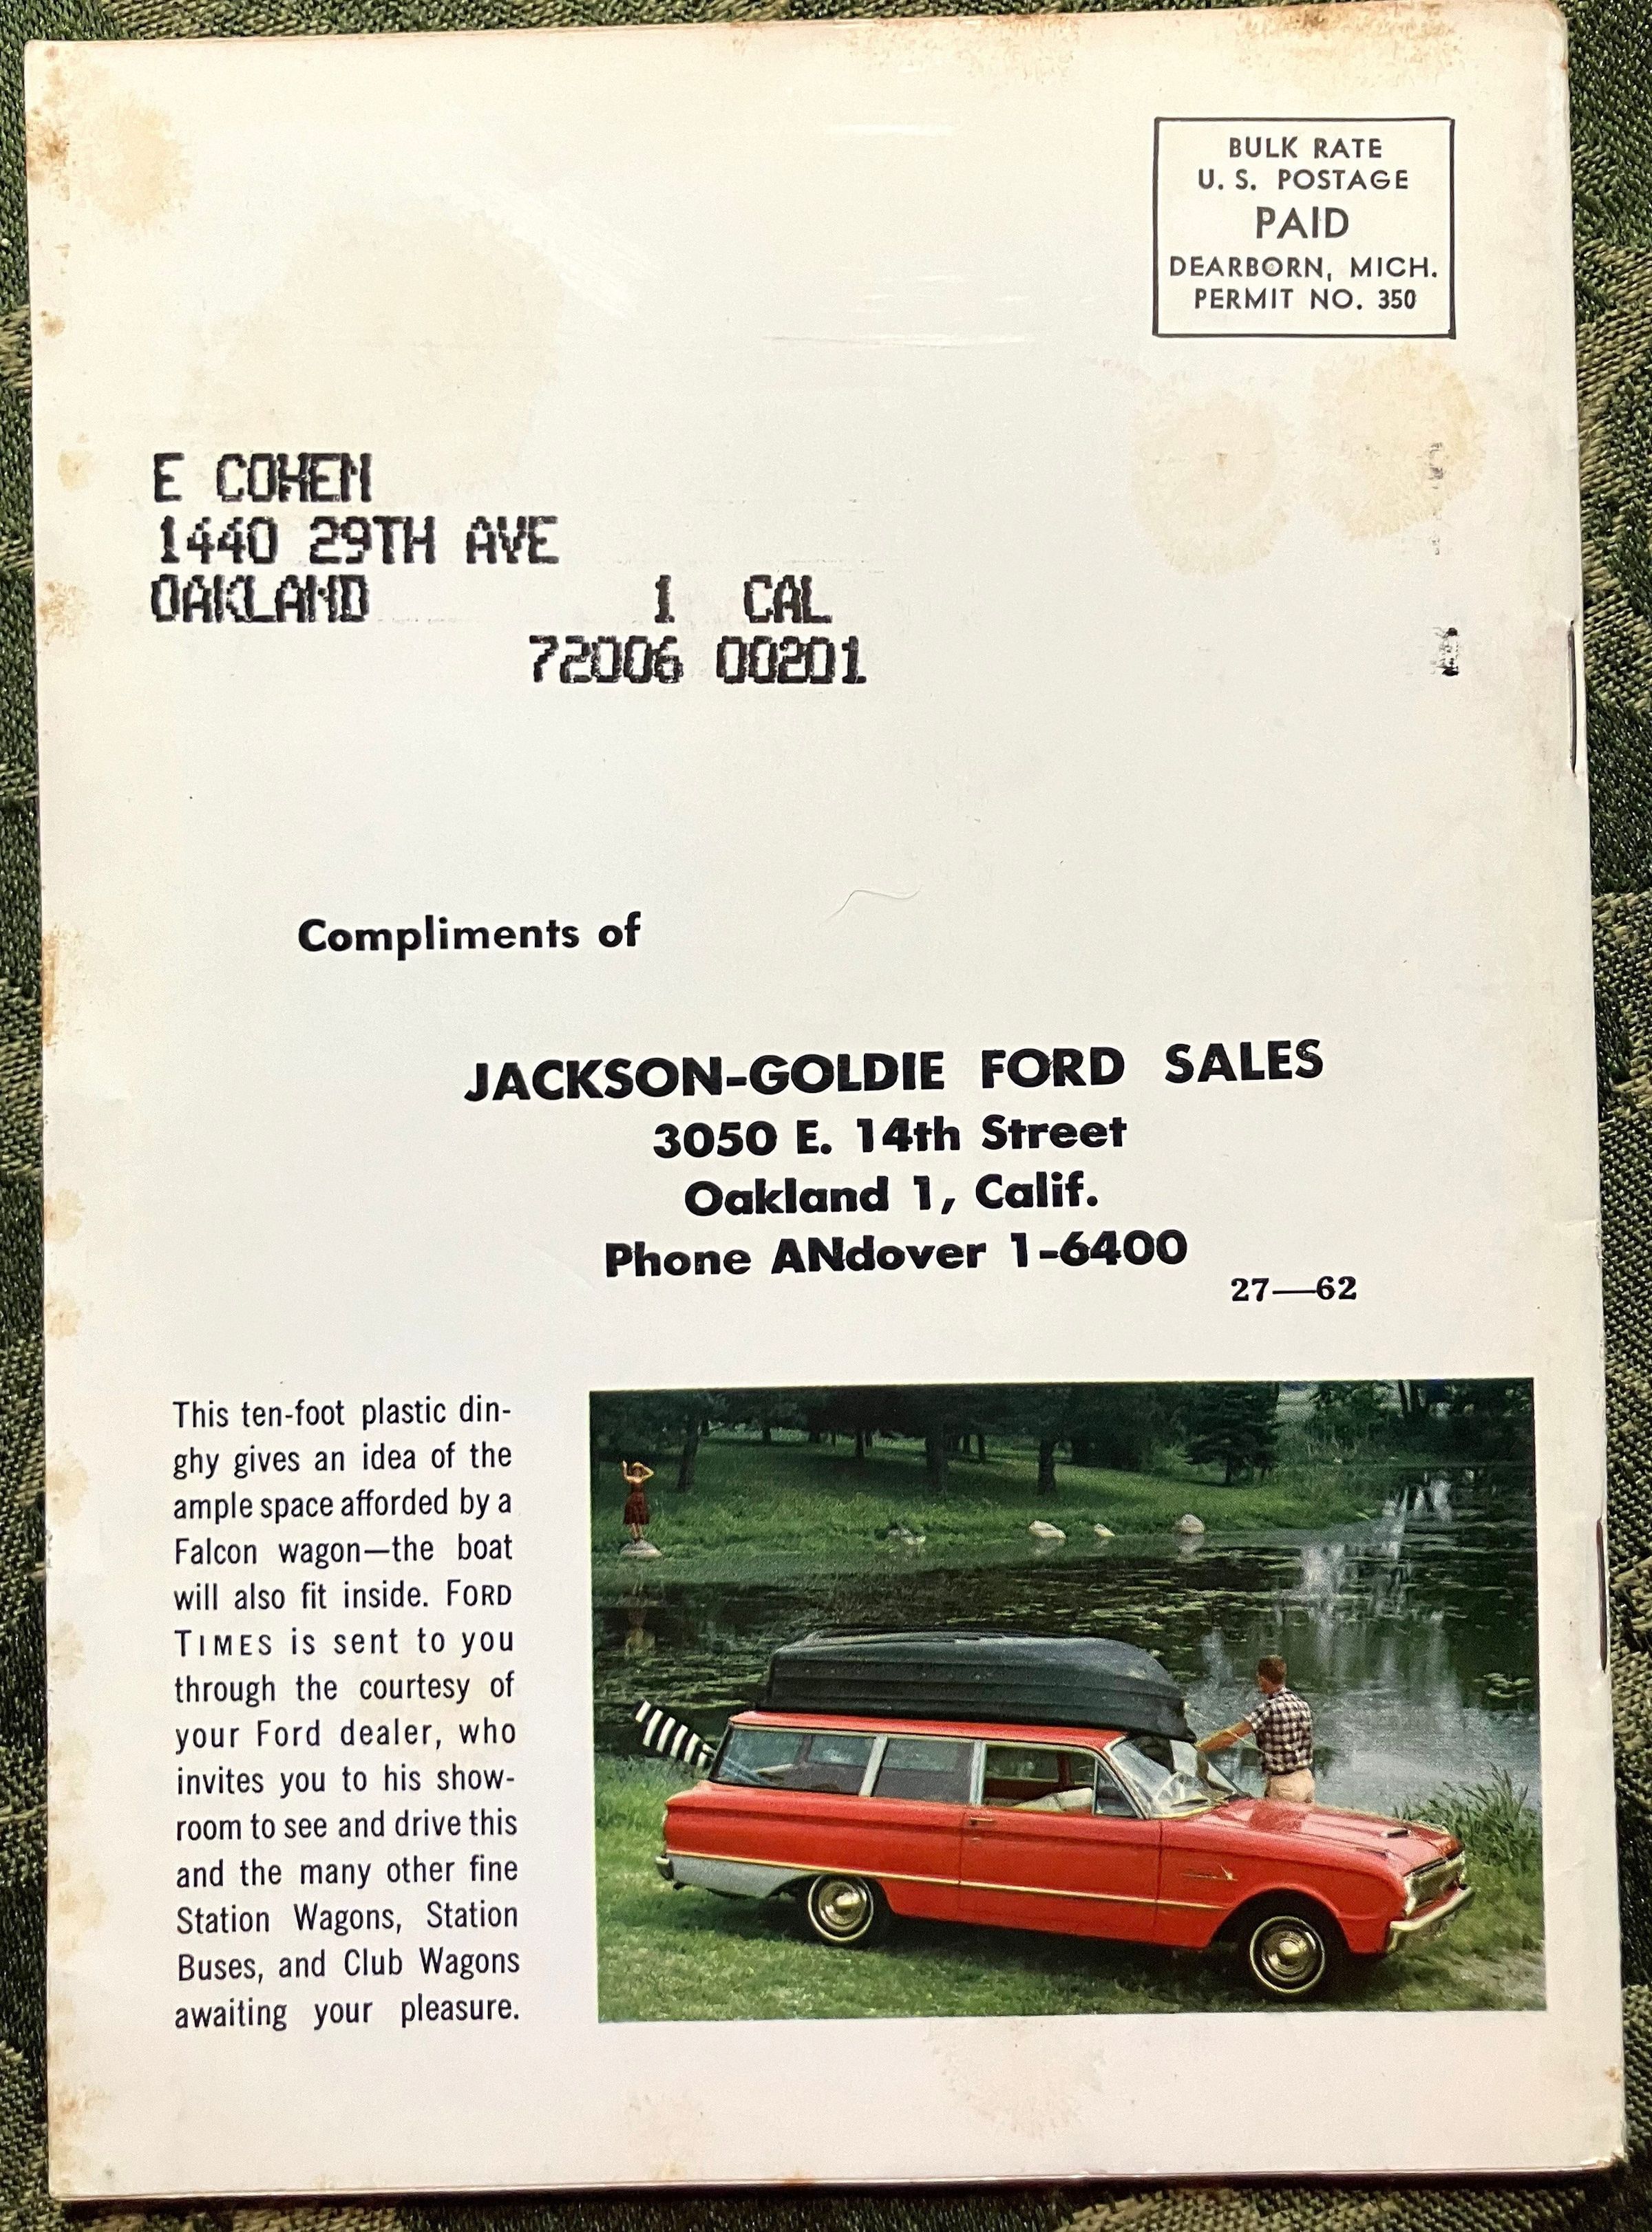 BULK RATE
U. S. POSTAGE
PAID
DEARBORN, MICH.
PERMIT NO. 350
E COHEN
1440 29TH AVE
OAKLAND 1 CAL
72006 00201
Compliments of
JACKSON-GOLDIE FORD SALES
3050 E. 14th Street
Oakland 1, Calif.
Phone ANdover 1-6400
27—62
This ten-foot plastic din-
ghy gives an idea of the
ample space afforded by a
Falcon wagon—the boat
will also fit inside. FORD
TIMES is sent to you
through the courtesy of
your Ford dealer, who
invites you to his show-
room to see and drive this
and the many other fine
Station Wagons, Station
Buses, and Club Wagons
awaiting your pleasure.